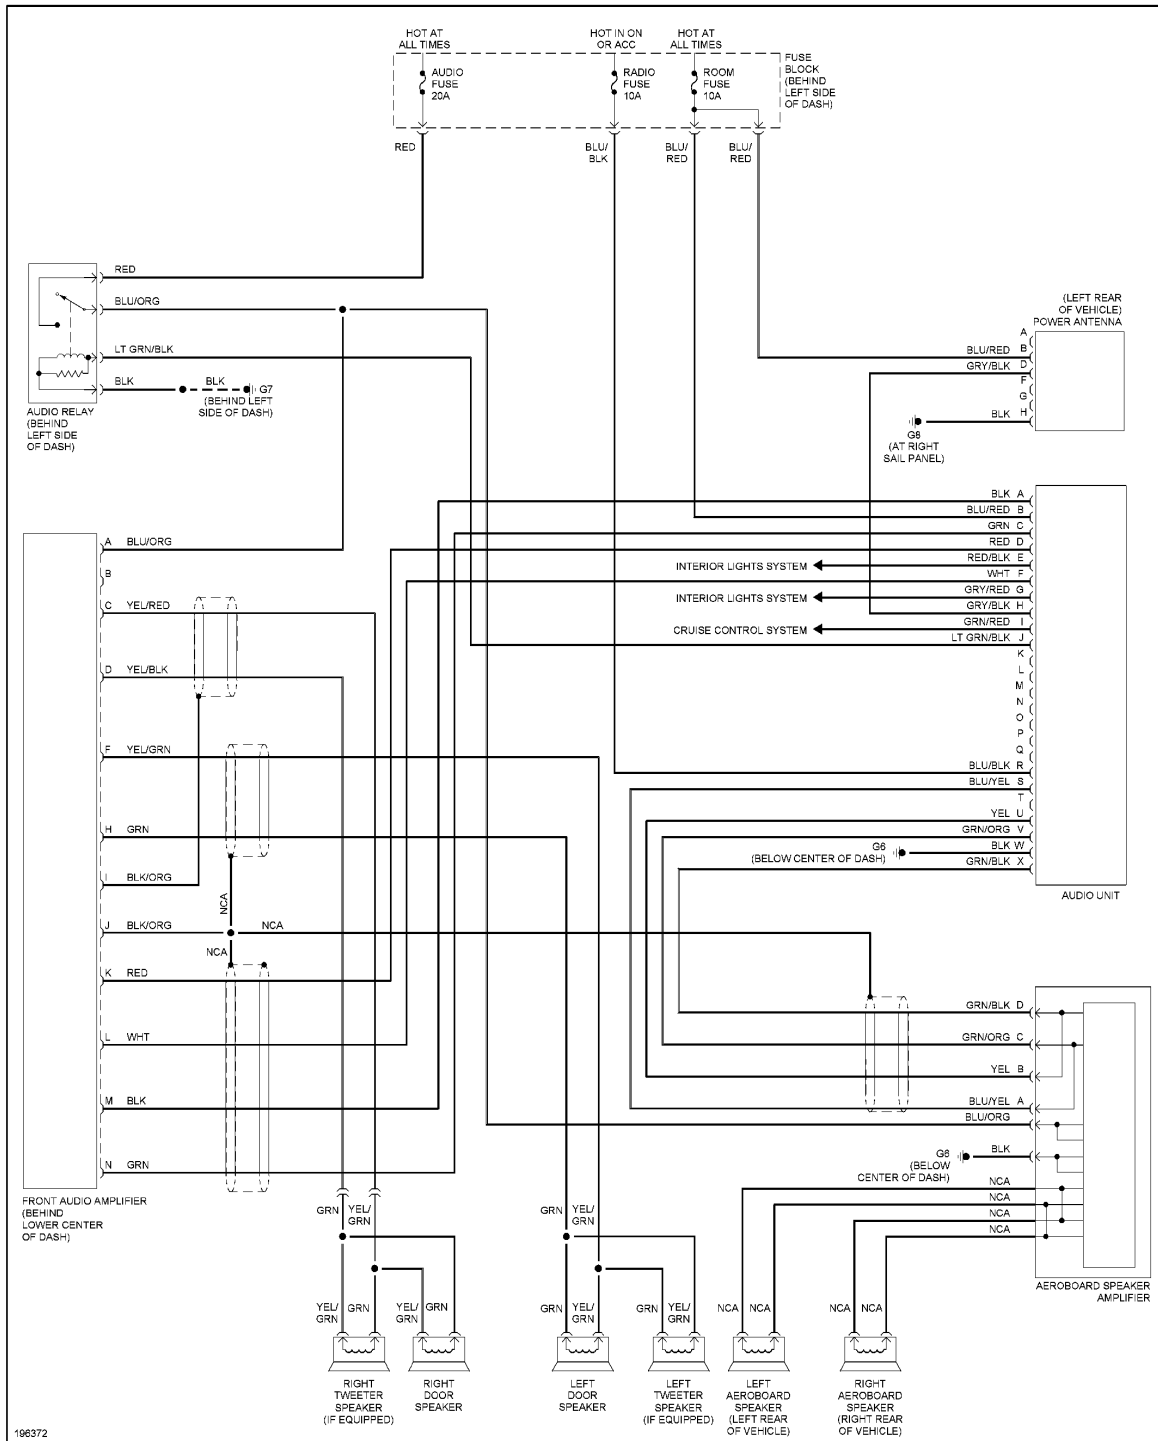 HOT AT
ALL TIMES
HOT IN ON
OR ACC
HOT AT
ALL TIMES
AUDIO
FUSE
20A
RADIO
FUSE
10A
ROOM
FUSE
10A
FUSE
BLOCK
(BEHIND
LEFT SIDE
OF DASH)
RED
BLU/
BLK
BLU/
RED
BLU/
RED
RED
BLU/ORG
LT GRN/BLK
BLK
BLK
G7
(BEHIND LEFT
SIDE OF DASH)
AUDIO RELAY
(BEHIND
LEFT SIDE
OF DASH)
(LEFT REAR
OF VEHICLE)
POWER ANTENNA
A
BLU/RED B
GRY/BLK D
F
G
BLK H
G8
(AT RIGHT
SAIL PANEL)
BLK A
BLU/RED B
GRN C
RED D
INTERIOR LIGHTS SYSTEM RED/BLK E
WHT F
INTERIOR LIGHTS SYSTEM GRY/RED G
GRY/BLK H
CRUISE CONTROL SYSTEM GRN/RED I
LT GRN/BLK J
K
L
M
N
O
P
Q
BLU/BLK R
BLU/YEL S
T
YEL U
GRN/ORG V
G6 BLK W
(BELOW CENTER OF DASH)
GRN/BLK X
AUDIO UNIT
A BLU/ORG
B
C YEL/RED
D YEL/BLK
F YEL/GRN
H GRN
I BLK/ORG
J BLK/ORG
K RED
L WHT
M BLK
N GRN
NCA
NCA
NCA
FRONT AUDIO AMPLIFIER
(BEHIND
LOWER CENTER
OF DASH)
GRN/BLK D
GRN/ORG C
YEL B
BLU/YEL A
BLU/ORG
BLK
G6
(BELOW
CENTER OF DASH)
NCA
NCA
NCA
NCA
AEROBOARD SPEAKER
AMPLIFIER
GRN
YEL/
GRN
GRN
YEL/
GRN
YEL/
GRN
GRN
YEL/
GRN
GRN
GRN
YEL/
GRN
GRN
YEL/
GRN
NCA
NCA
NCA
NCA
RIGHT
TWEETER
SPEAKER
(IF EQUIPPED)
RIGHT
DOOR
SPEAKER
LEFT
DOOR
SPEAKER
LEFT
TWEETER
SPEAKER
(IF EQUIPPED)
LEFT
AEROBOARD
SPEAKER
(LEFT REAR
OF VEHICLE)
RIGHT
AEROBOARD
SPEAKER
(RIGHT REAR
OF VEHICLE)
196372